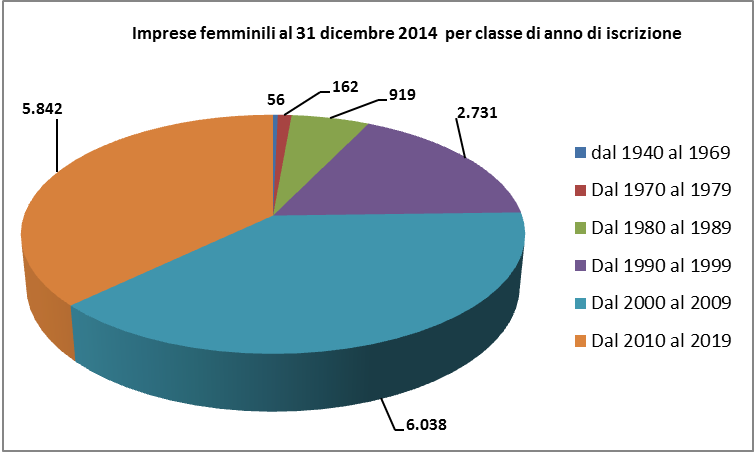 Imprese femminili al 31 dicembre 2014 per classe di anno di iscrizione
56
162
919
5.842
2.731
dal 1940 al 1969
Dal 1970 al 1979
Dal 1980 al 1989
Dal 1990 al 1999
Dal 2000 al 2009
Dal 2010 al 2019
6.038